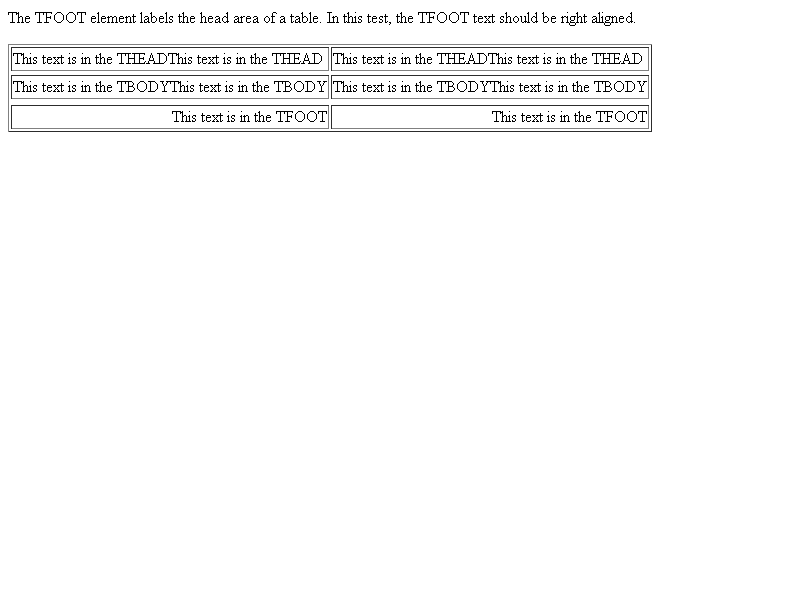 The TFOOT element labels the head area of a table. In this test, the TFOOT text should be right aligned.
This text is in the THEADThis text is in the THEAD This text is in the THEADThis text is in the THEAD
This text is in the TBODYThis text is in the TBODY This text is in the TBODYThis text is in the TBODY
This text is in the TFOOT This text is in the TFOOT